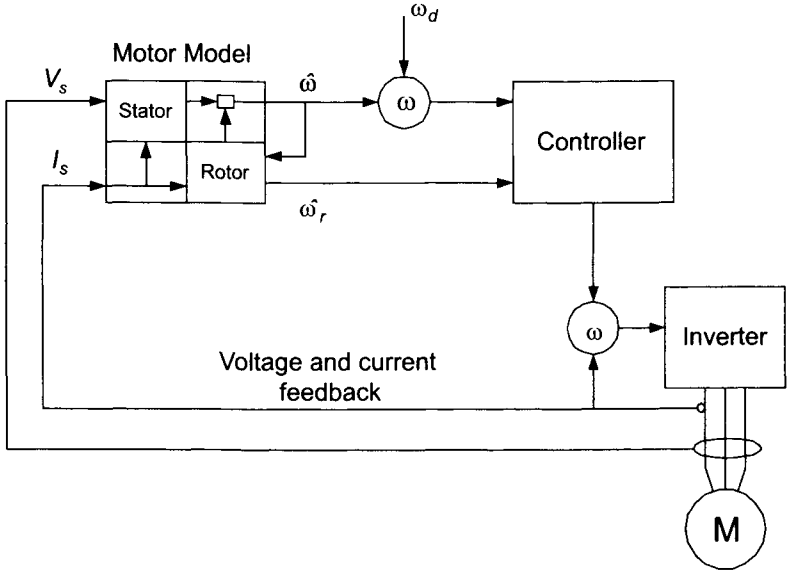 ω_d
Motor Model
V_s
ω̂
Stator
ω
Controller
I_s
Rotor
ω̂_r
ω
Inverter
Voltage and current
feedback
M